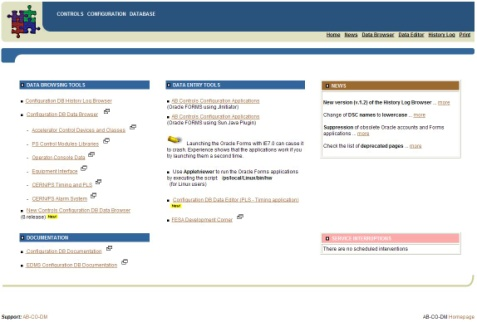 CONTROLS CONFIGURATION DATABASE
Home News Data Browser Data Editor History Log Print
DATA BROWSING TOOLS
Configuration DB History Log Browser
Configuration DB Data Browser
Accelerator Control Devices and Classes
PS Control Modules Libraries
Operator Console Data
Equipment Interface
CERN/PS Timing and PLS
CERN/PS Alarm System
New Controls Configuration DB Data Browser
(B release) New!
DOCUMENTATION
Configuration DB Documentation
EDMS Configuration DB Documentation
DATA ENTRY TOOLS
AB Controls Configuration Applications
(Oracle FORMS using JInitiator)
AB Controls Configuration Applications
(Oracle FORMS using Sun Java Plugin)
Launching the Oracle Forms with IE7.0 can cause it
to crash. Experience shows that the applications work if you
try launching them a second time.
Use Appletviewer to run the Oracle Forms applications
by executing the script
(for Linux users)
Configuration DB Data Editor (PLS - Timing application)
New!
FESA Development Corner
NEWS
New version (v.1.2) of the History Log Browser ... more
Change of DSC names to lowercase... more
Suppression of obsolete Oracle accounts and Forms
applications ... more
Check the list of deprecated pages ... more
SERVICE INTERRUPTIONS
There are no scheduled interventions
Support: AB-CO-DM
AB-CO-DM Homepage